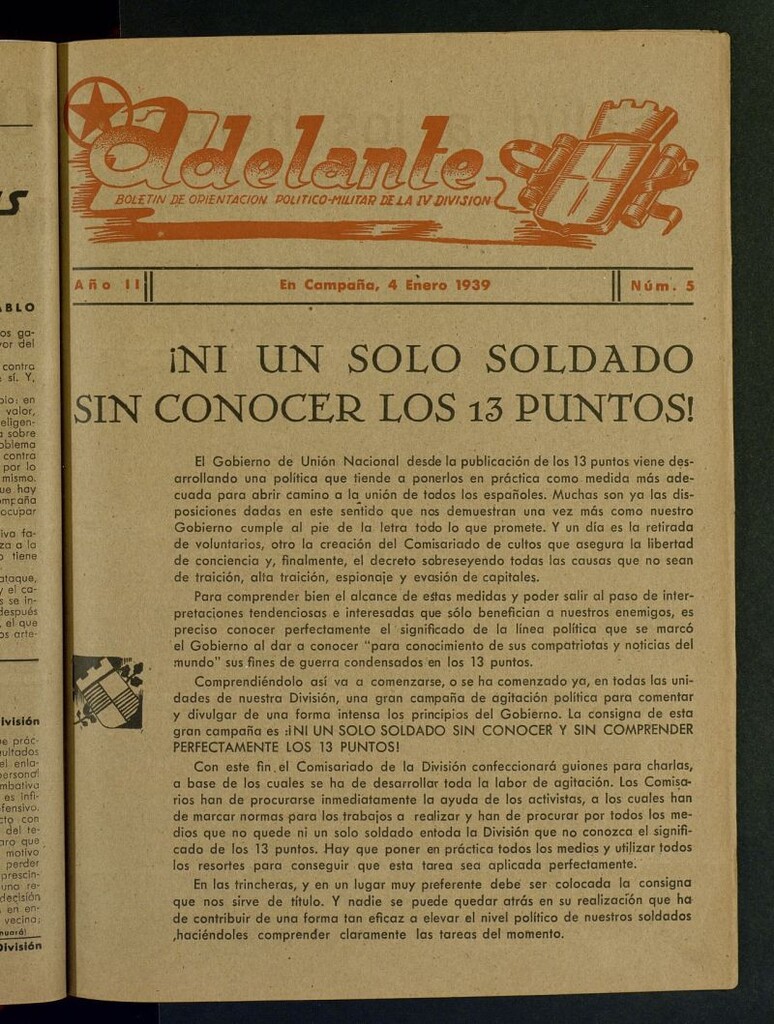 Adelante
BOLETIN DE ORIENTACION POLITICO-MILITAR DE LA IV DIVISION
Año II
En Campaña, 4 Enero 1939
Núm. 5
¡NI UN SOLO SOLDADO
SIN CONOCER LOS 13 PUNTOS!
El Gobierno de Unión Nacional desde la publicación de los 13 puntos viene des-
arrollando una política que tiende a ponerlos en práctica como medida más ade-
cuada para abrir camino a la unión de todos los españoles. Muchas son ya las dis-
posiciones dadas en este sentido que nos demuestran una vez más como nuestro
Gobierno cumple al pie de la letra todo lo que promete. Y un día es la retirada
de voluntarios, otro la creación del Comisariado de cultos que asegura la libertad
de conciencia y, finalmente, el decreto sobreseyendo todas las causas que no sean
de traición, alta traición, espionaje y evasión de capitales.
Para comprender bien el alcance de estas medidas y poder salir al paso de inter-
pretaciones tendenciosas e interesadas que sólo benefician a nuestros enemigos, es
preciso conocer perfectamente el significado de la línea política que se marcó
el Gobierno al dar a conocer "para conocimiento de sus compatriotas y noticias del
mundo" sus fines de guerra condensados en los 13 puntos.
Comprendiéndolo así va a comenzarse, o se ha comenzado ya, en todas las uni-
dades de nuestra División, una gran campaña de agitación política para comentar
y divulgar de una forma intensa los principios del Gobierno. La consigna de esta
gran campaña es :¡NI UN SOLO SOLDADO SIN CONOCER Y SIN COMPRENDER
PERFECTAMENTE LOS 13 PUNTOS!
Con este fin, el Comisariado de la División confeccionará guiones para charlas,
a base de los cuales se ha de desarrollar toda la labor de agitación. Los Comisa-
rios han de procurarse inmediatamente la ayuda de los activistas, a los cuales han
de marcar normas para los trabajos a realizar y han de procurar por todos los me-
dios que no quede ni un solo soldado entoda la División que no conozca el signifi-
cado de los 13 puntos. Hay que poner en práctica todos los medios y utilizar todos
los resortes para conseguir que esta tarea sea aplicada perfectamente.
En las trincheras, y en un lugar muy preferente debe ser colocada la consigna
que nos sirve de título. Y nadie se puede quedar atrás en su realización que ha
de contribuir de una forma tan eficaz a elevar el nivel político de nuestros soldados
,haciéndoles comprender claramente las tareas del momento.